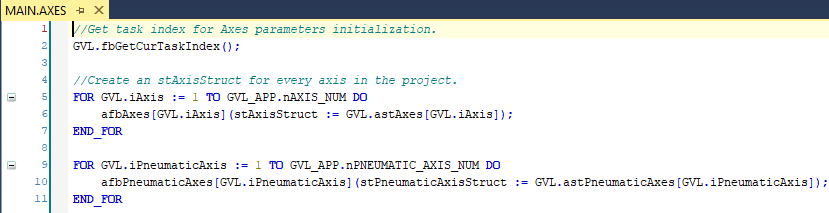 MAIN.AXES
1 //Get task index for Axes parameters initialization.
2 GVL.fbGetCurTaskIndex();
3
4 //Create an stAxisStruct for every axis in the project.
5 FOR GVL.iAxis := 1 TO GVL_APP.nAXIS_NUM DO
6 afbAxes[GVL.iAxis](stAxisStruct := GVL.astAxes[GVL.iAxis]);
7 END_FOR
8
9 FOR GVL.iPneumaticAxis := 1 TO GVL_APP.nPNEUMATIC_AXIS_NUM DO
10 afbPneumaticAxes[GVL.iPneumaticAxis](stPneumaticAxisStruct := GVL.astPneumaticAxes[GVL.iPneumaticAxis]);
11 END_FOR